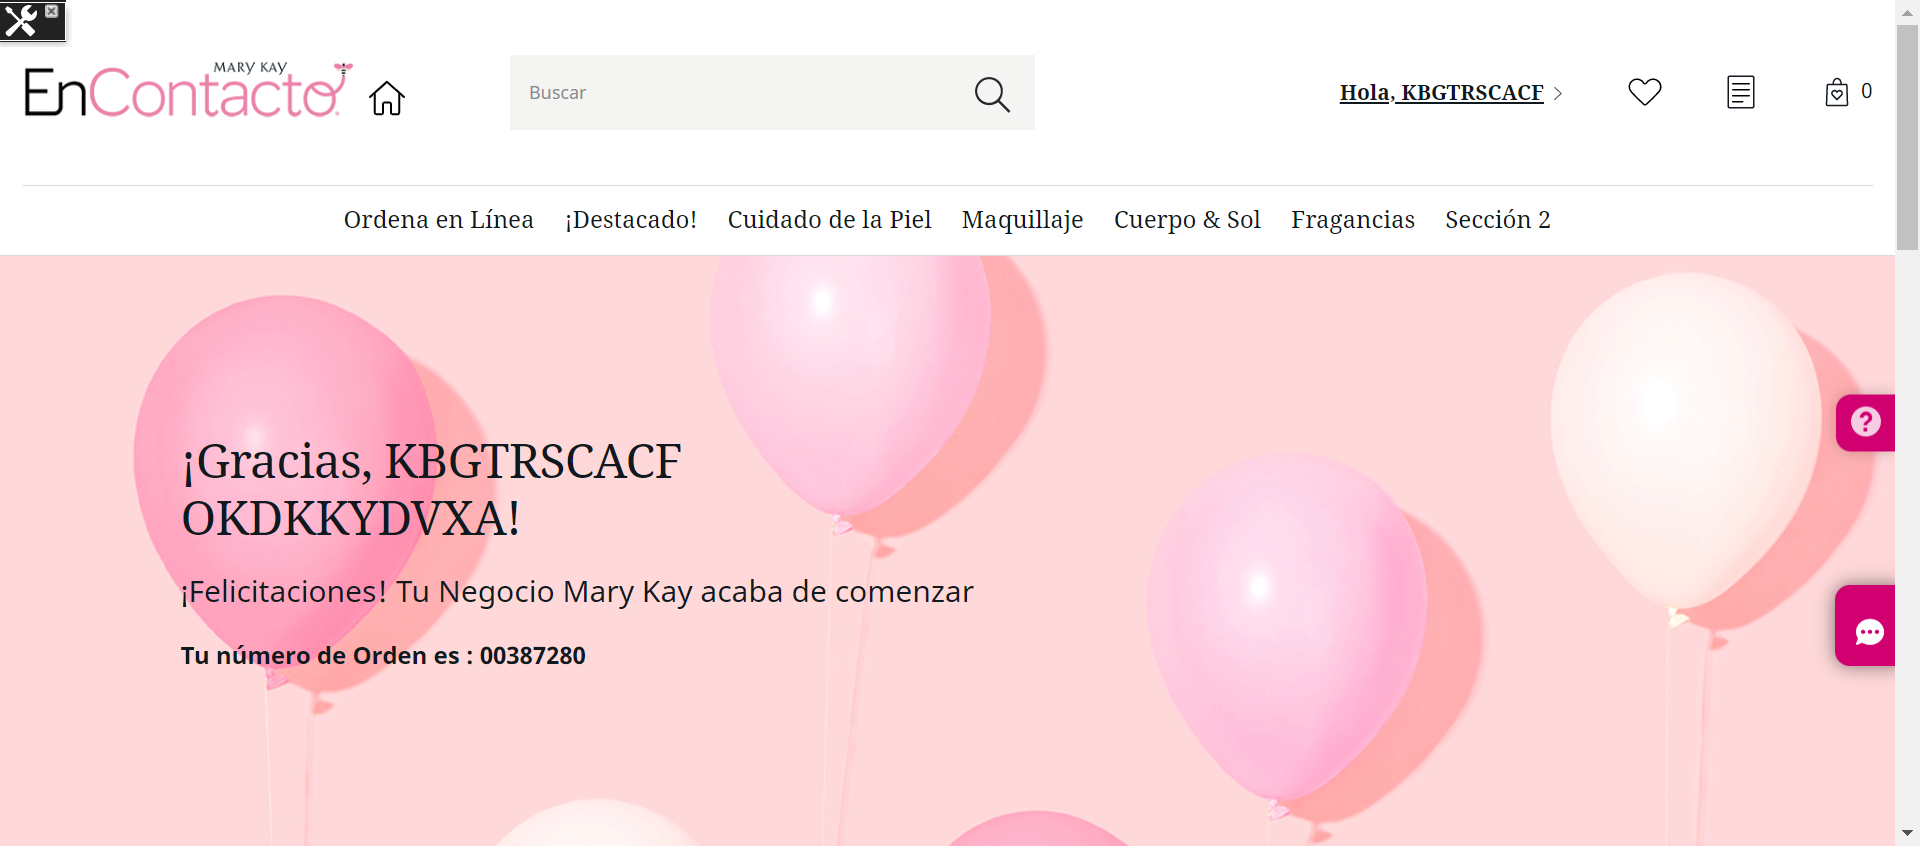 MARY KAY
EnContacto
Buscar
Hola, KBGTRSCACF
0
Ordena en Línea ¡Destacado! Cuidado de la Piel Maquillaje Cuerpo & Sol Fragancias Sección 2
¡Gracias, KBGTRSCACF
OKDKKYDVXA!
¡Felicitaciones! Tu Negocio Mary Kay acaba de comenzar
Tu número de Orden es : 00387280